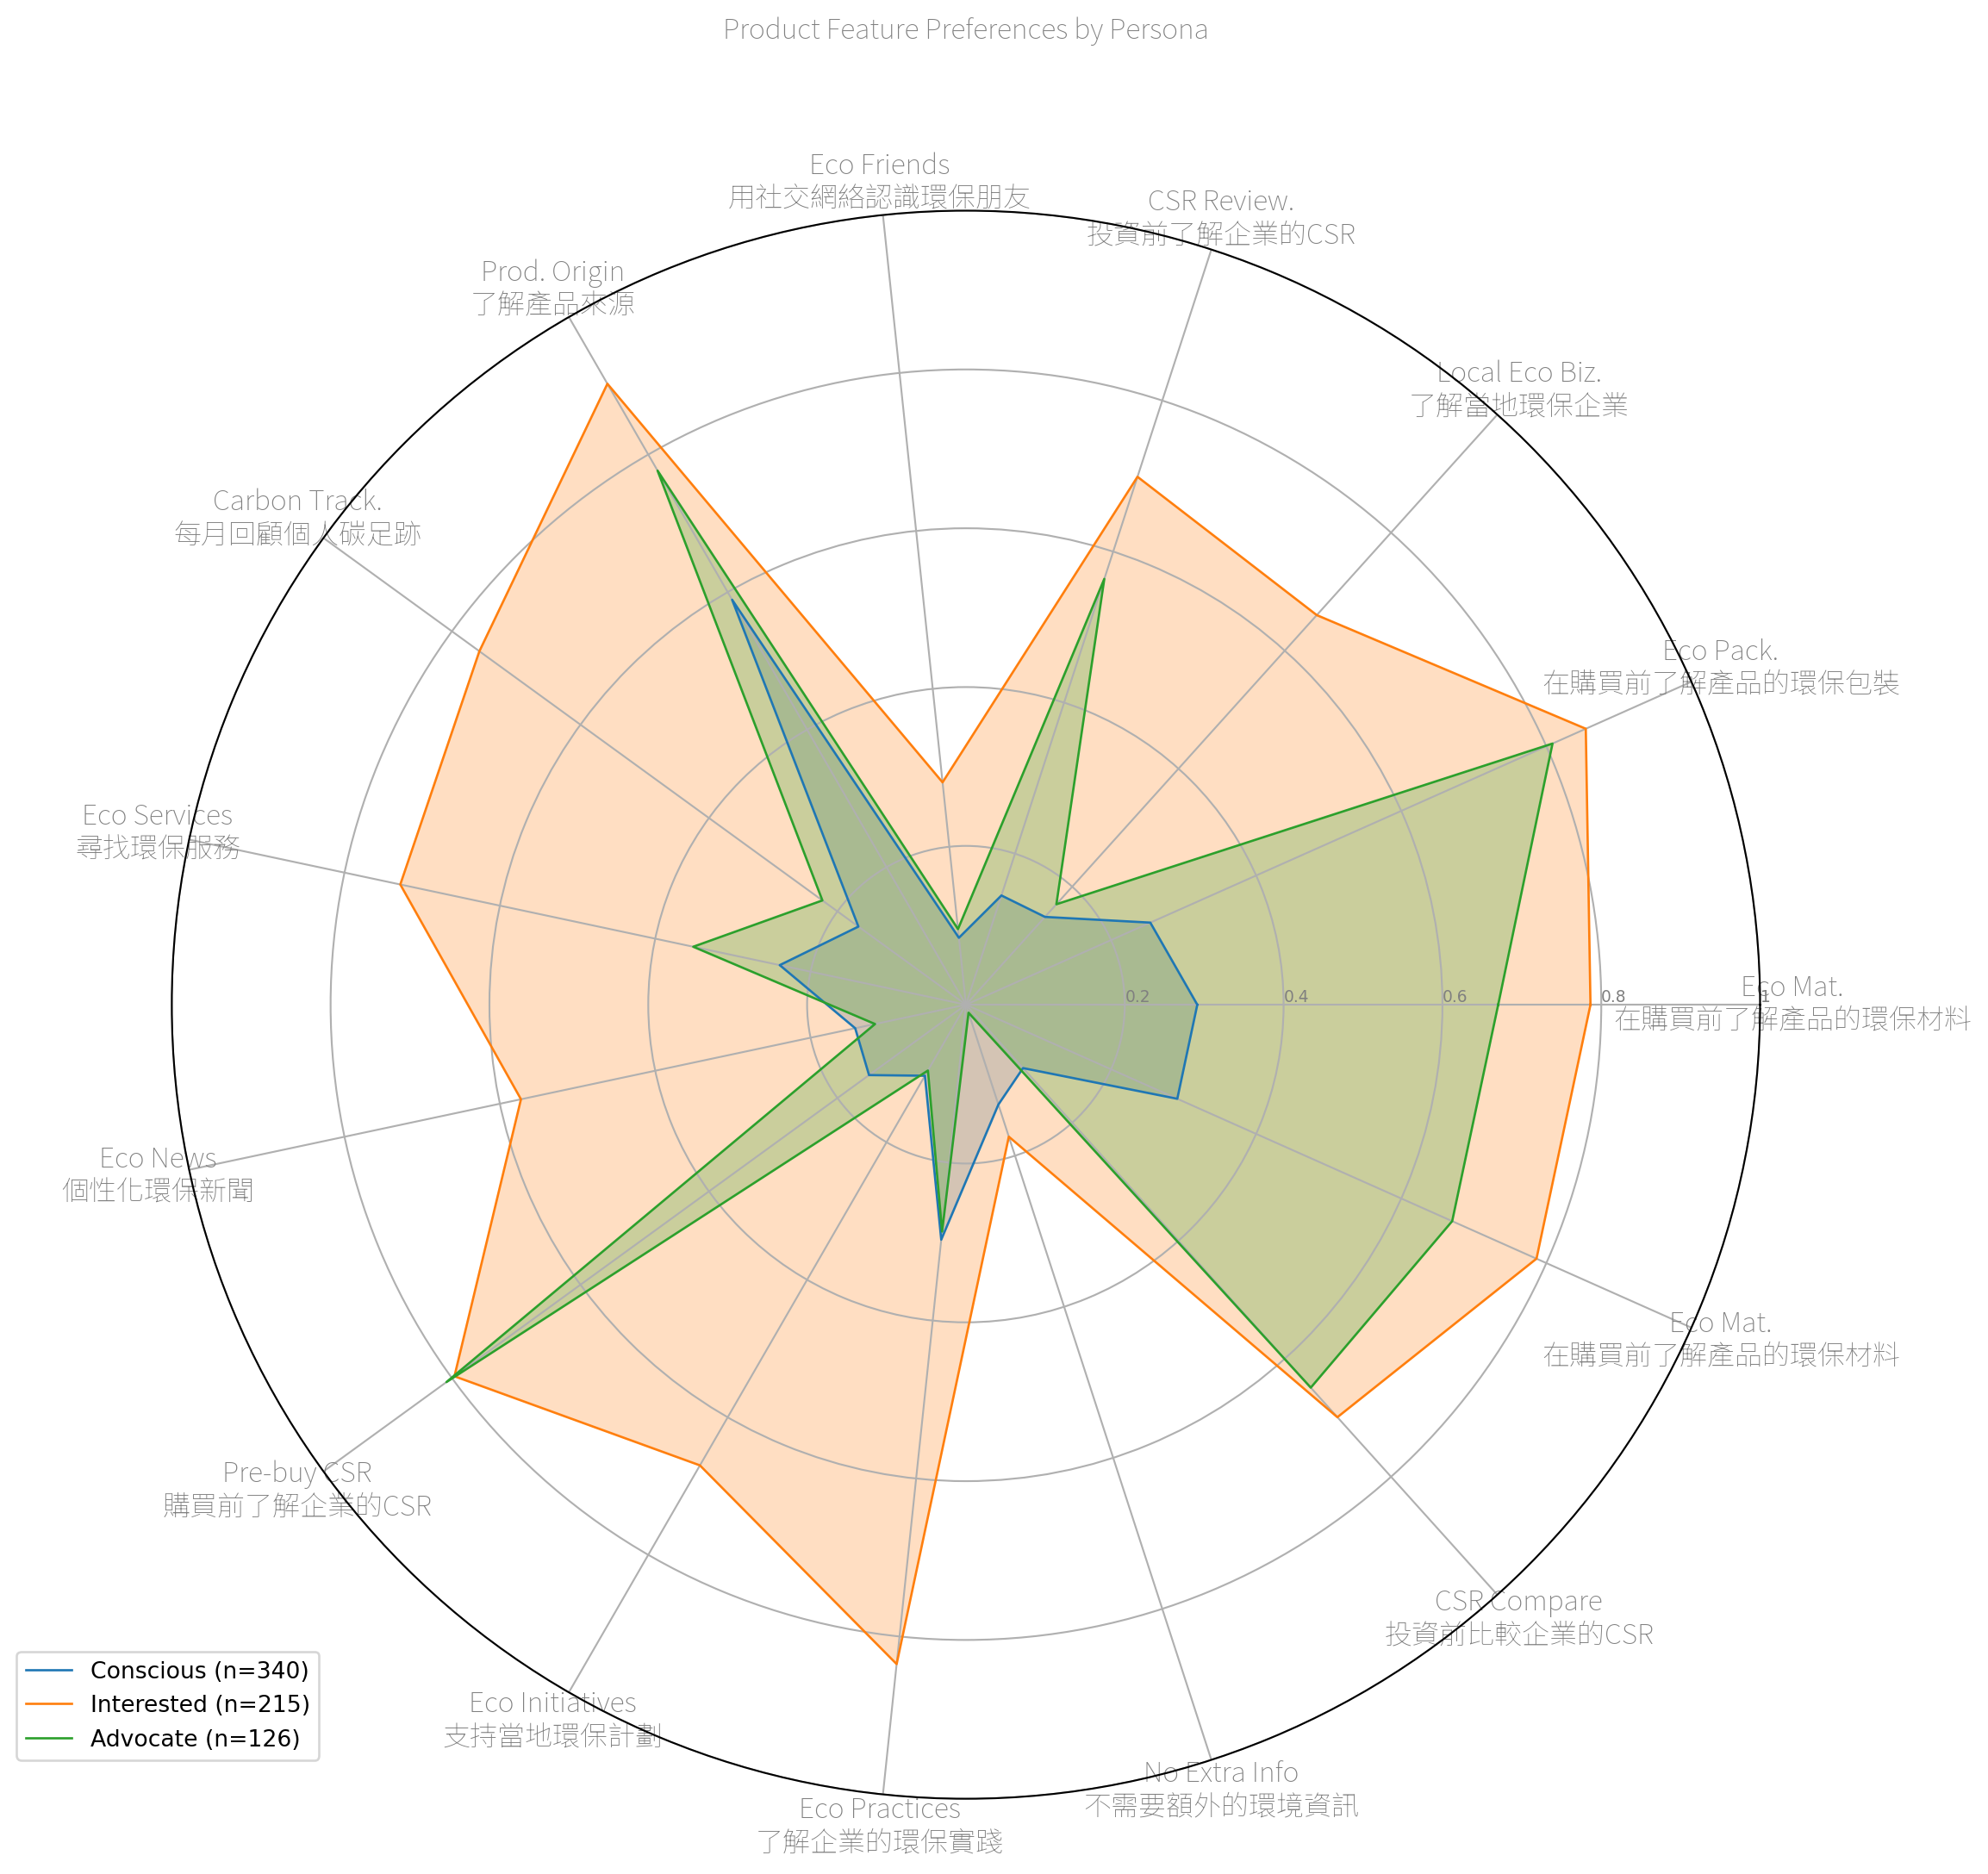 Product Feature Preferences by Persona
Eco Friends
用社交網絡認識環保朋友
CSR Review.
投資前了解企業的CSR
Prod. Origin
了解產品來源
Local Eco Biz.
了解當地環保企業
Carbon Track.
每月回顧個人碳足跡
Eco Pack.
在購買前了解產品的環保包裝
Eco Services
尋找環保服務
Eco Mat.
在購買前了解產品的環保材料
0.2
0.4
0.6
0.8
1
Eco News
個性化環保新聞
Eco Mat.
在購買前了解產品的環保材料
Pre-buy CSR
購買前了解企業的CSR
CSR Compare
投資前比較企業的CSR
Eco Initiatives
支持當地環保計劃
No Extra Info
不需要額外的環境資訊
Eco Practices
了解企業的環保實踐
Conscious (n=340)
Interested (n=215)
Advocate (n=126)